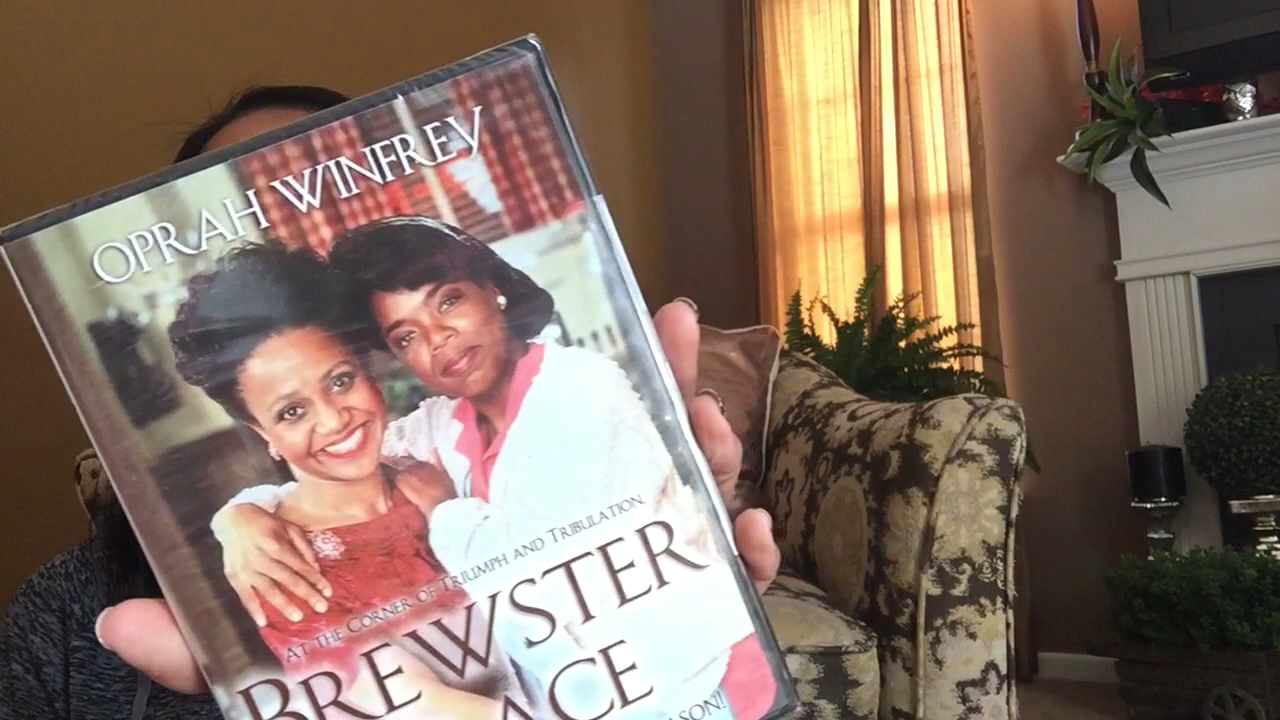 OPRAH WINFREY
AT THE CORNER OF TRIUMPH AND TRIBULATION.
BREWSTER
ACE
ASON!